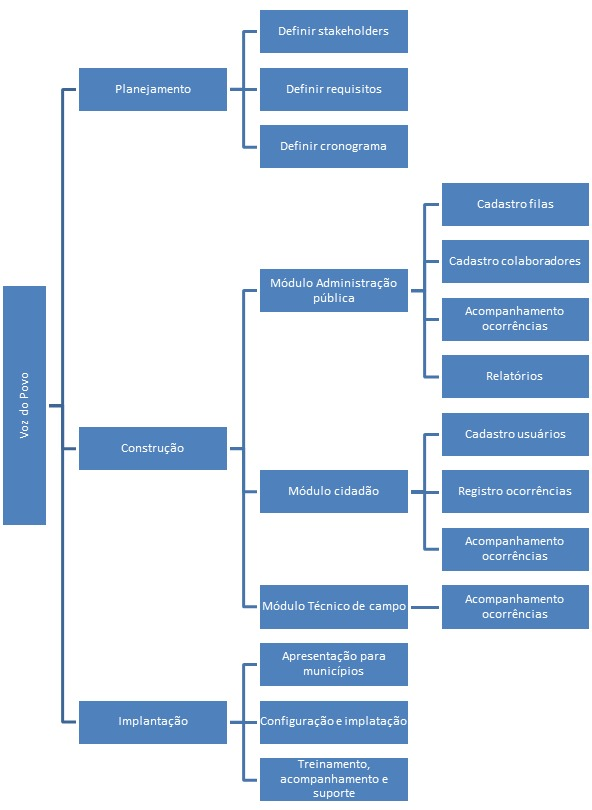 Voz do Povo
Planejamento
Definir stakeholders
Definir requisitos
Definir cronograma
Construção
Módulo Administração
pública
Cadastro filas
Cadastro colaboradores
Acompanhamento
ocorrências
Relatórios
Módulo cidadão
Cadastro usuários
Registro ocorrências
Acompanhamento
ocorrências
Módulo Técnico de campo
Acompanhamento
ocorrências
Implantação
Apresentação para
municípios
Configuração e implatação
Treinamento,
acompanhamento e
suporte